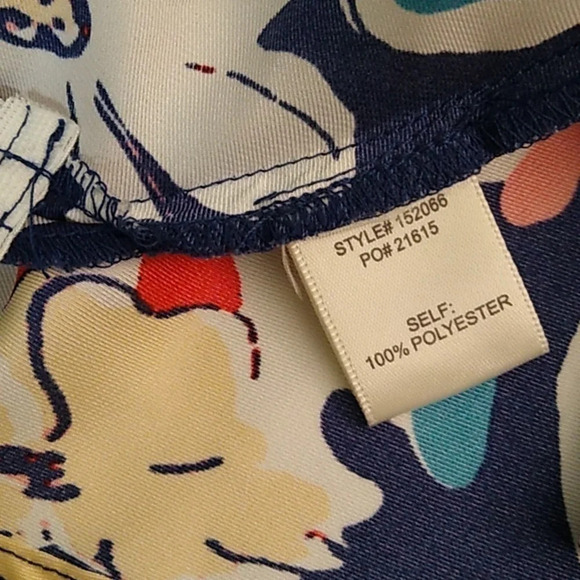 STYLE# 152066
PO# 21615
SELF:
100% POLYESTER